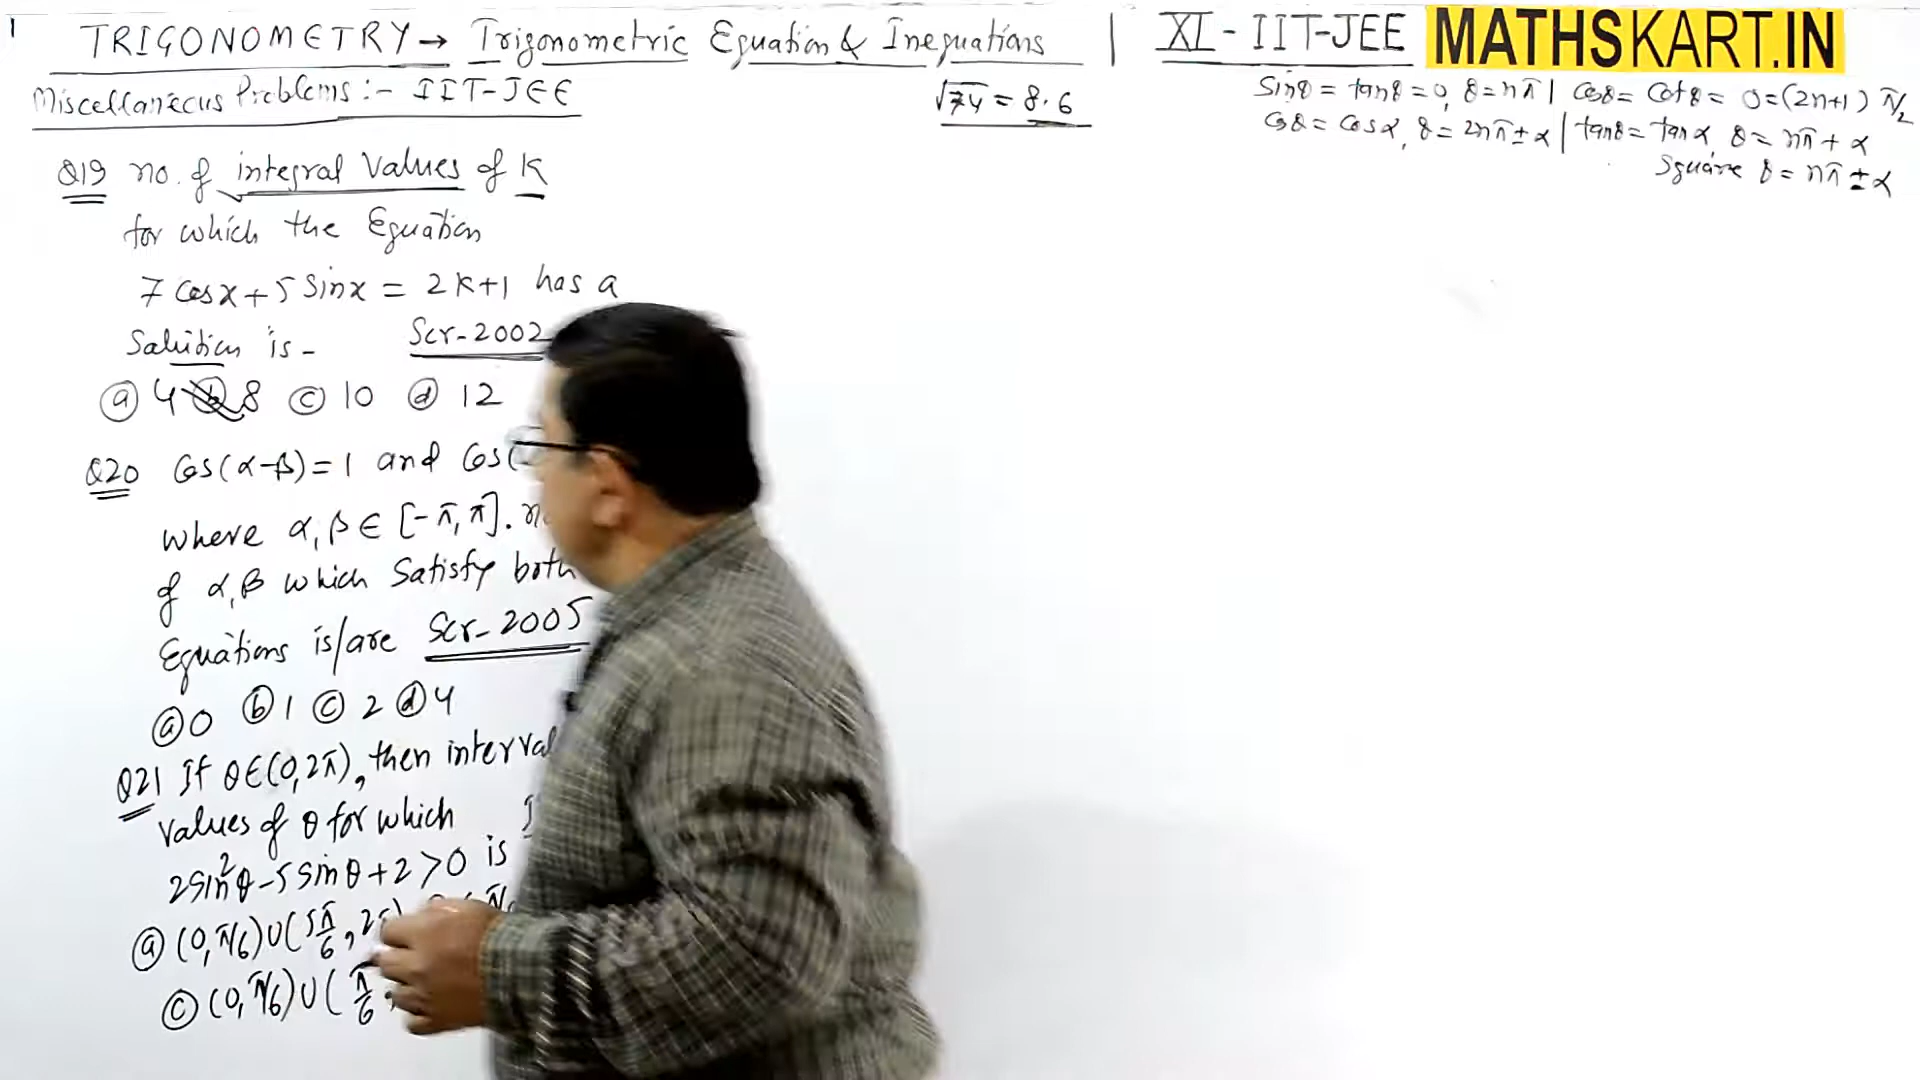 1
TRIGONOMETRY → Trigonometric Equation & Inequations | XI - IIT-JEE MATHSKART.IN
Miscellaneous Problems :- IIT-JEE
√74 = 8.6
Sinθ = tanθ = 0, θ = nπ | Cosθ = Cotθ = 0 = (2n+1) π/2
Cosθ = Cosα, θ = 2nπ ± α | tanθ = tanα, θ = nπ + α
Square θ = nπ ± α
Q19 no. of integral Values of K
for which the Equation
7 Cosx + 5 Sinx = 2K+1 has a
Solution is - Scr-2002
(a) 4 (b) 8 (c) 10 (d) 12
Q20 Cos(α-β) = 1 and Cos(
where α, β ∈ [-π, π].
of α, β which Satisfy both
Equations is/are Scr-2005
(a) 0 (b) 1 (c) 2 (d) 4
Q21 If θ∈(0,2π), then interval
values of θ for which
2Sin²θ - 5 Sinθ + 2 > 0 is
(a) (0, π/6) ∪ (5π/6, 2π)
(c) (0, π/6) ∪ (π/6,